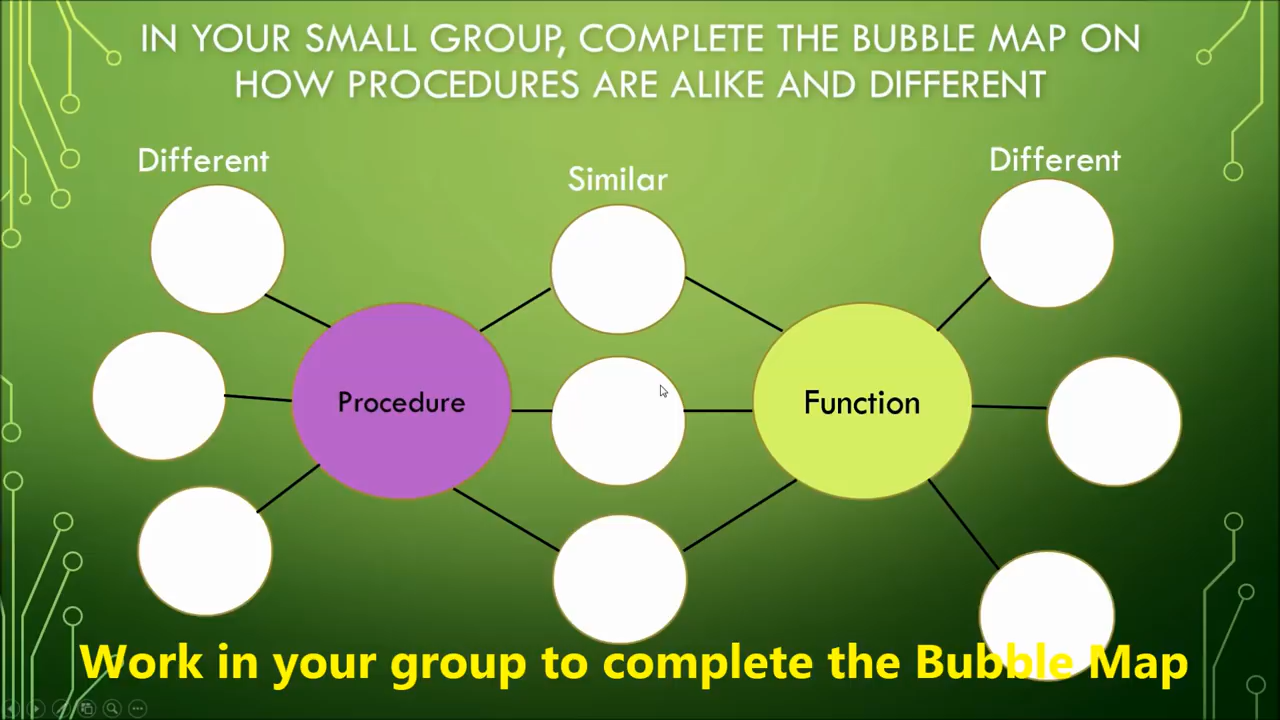 IN YOUR SMALL GROUP, COMPLETE THE BUBBLE MAP ON
HOW PROCEDURES ARE ALIKE AND DIFFERENT
Different
Similar
Different
Procedure
Function
Work in your group to complete the Bubble Map